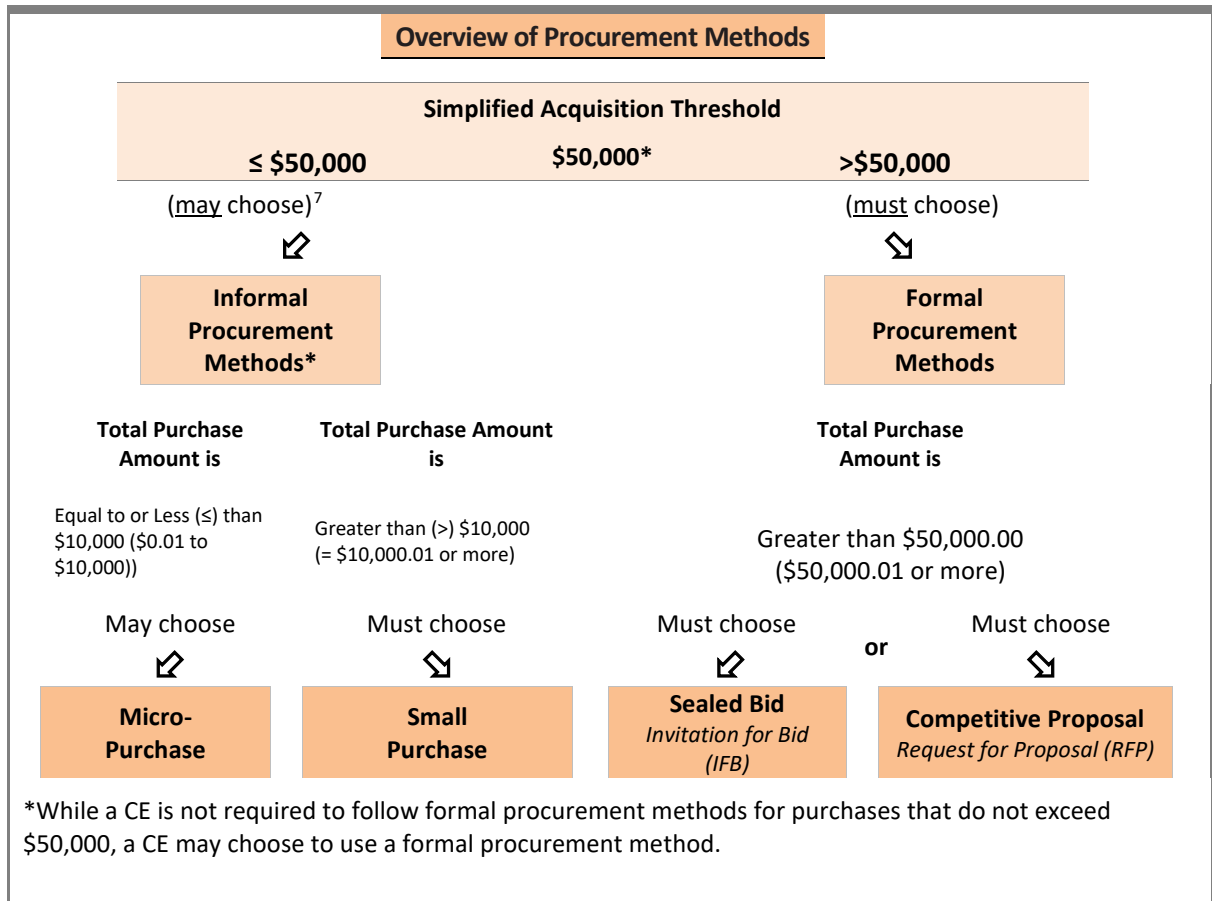 Overview of Procurement Methods
Simplified Acquisition Threshold
≤ $50,000
$50,000*
>$50,000
(may choose)7
(must choose)
Informal
Procurement
Methods*
Formal
Procurement
Methods
Total Purchase
Amount is
Total Purchase Amount
is
Total Purchase
Amount is
Equal to or Less (≤) than
$10,000 ($0.01 to
$10,000))
Greater than (>) $10,000
(= $10,000.01 or more)
Greater than $50,000.00
($50,000.01 or more)
May choose
Must choose
Must choose
or
Must choose
Micro-
Purchase
Small
Purchase
Sealed Bid
Invitation for Bid
(IFB)
Competitive Proposal
Request for Proposal (RFP)
*While a CE is not required to follow formal procurement methods for purchases that do not exceed
$50,000, a CE may choose to use a formal procurement method.